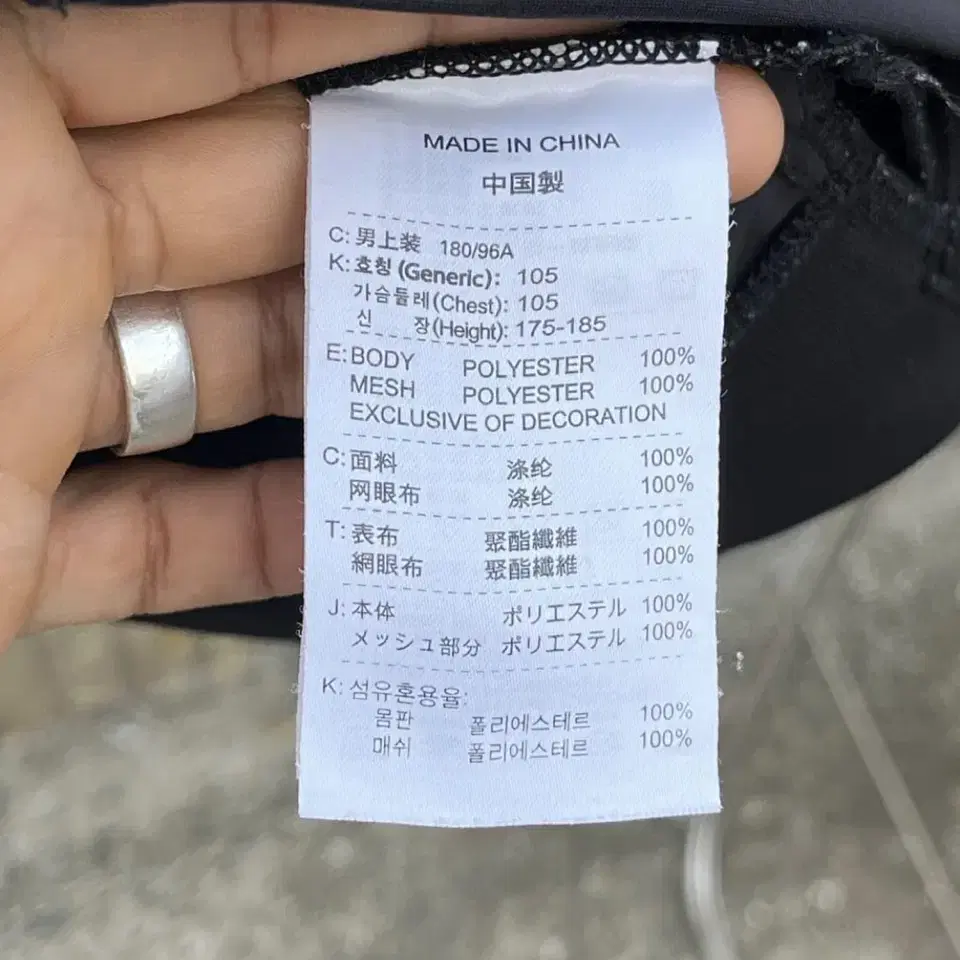 MADE IN CHINA
中国製
C: 男上装 180/96A
K: 호칭 (Generic): 105
가슴둘레(Chest): 105
신 장(Height): 175-185
E: BODY POLYESTER 100%
MESH POLYESTER 100%
EXCLUSIVE OF DECORATION
C: 面料 涤纶 100%
网眼布 涤纶 100%
T: 表布 聚酯纖維 100%
網眼布 聚酯纖維 100%
J: 本体 ポリエステル 100%
メッシュ部分 ポリエステル 100%
K: 섬유혼용율:
몸판 폴리에스테르 100%
매쉬 폴리에스테르 100%